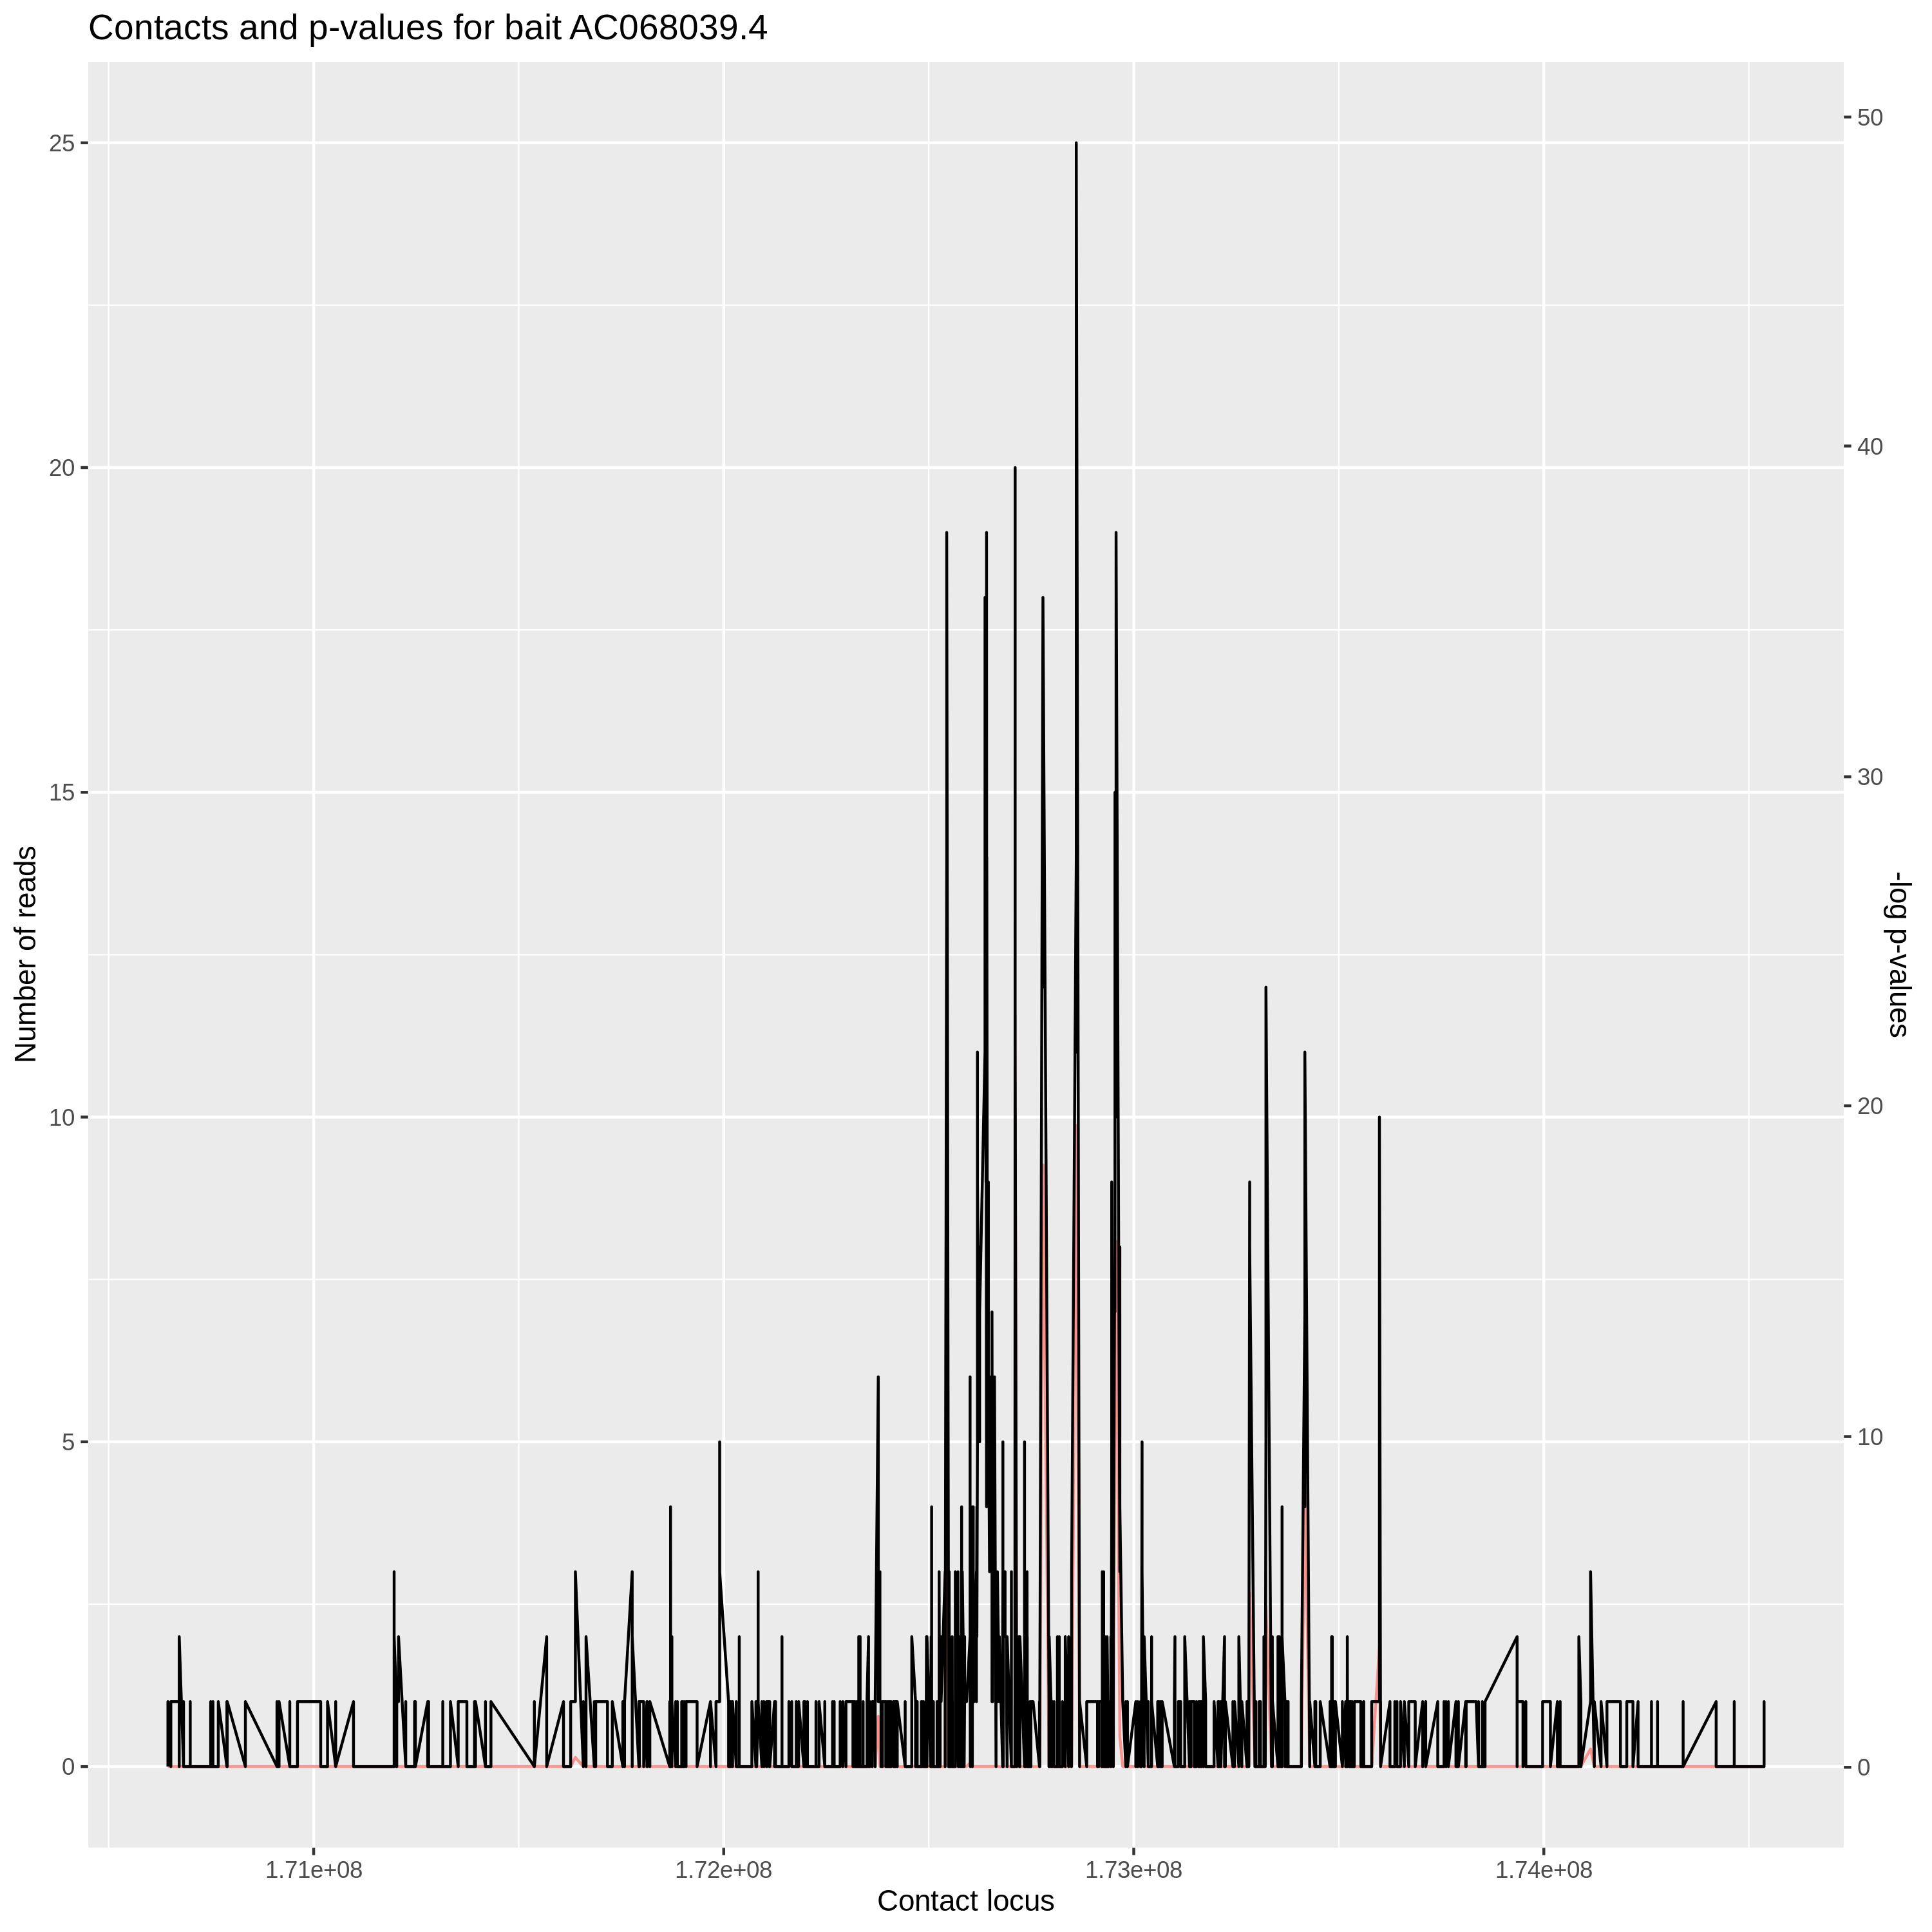 Contacts and p-values for bait AC068039.4
25
20
15
10
5
0
Number of reads
50
40
30
20
10
0
-log p-values
1.71e+08
1.72e+08
1.73e+08
1.74e+08
Contact locus